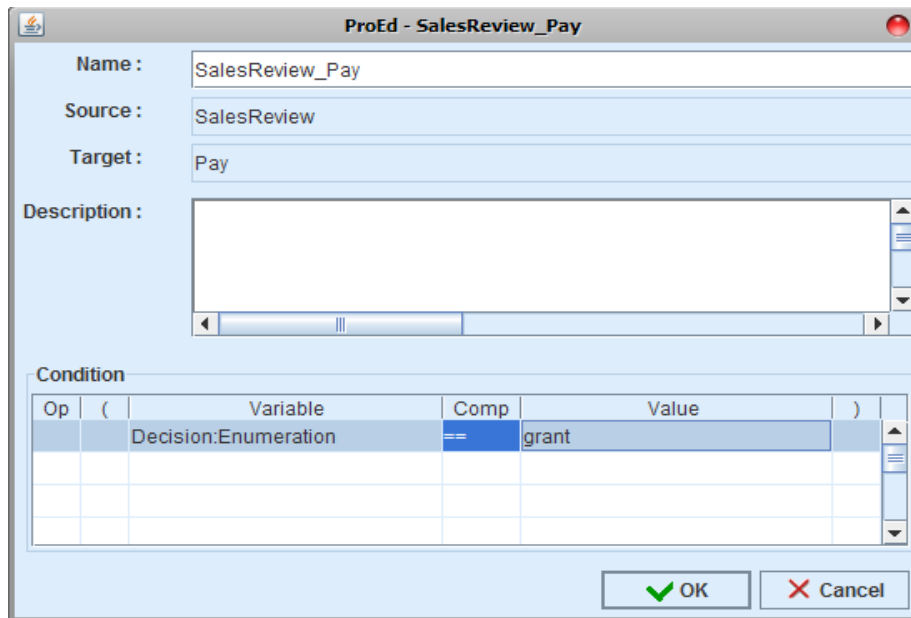 ProEd - SalesReview_Pay
Name : SalesReview_Pay
Source : SalesReview
Target : Pay
Description :
Condition
Op ( Variable Comp Value )
Decision:Enumeration == grant
OK Cancel